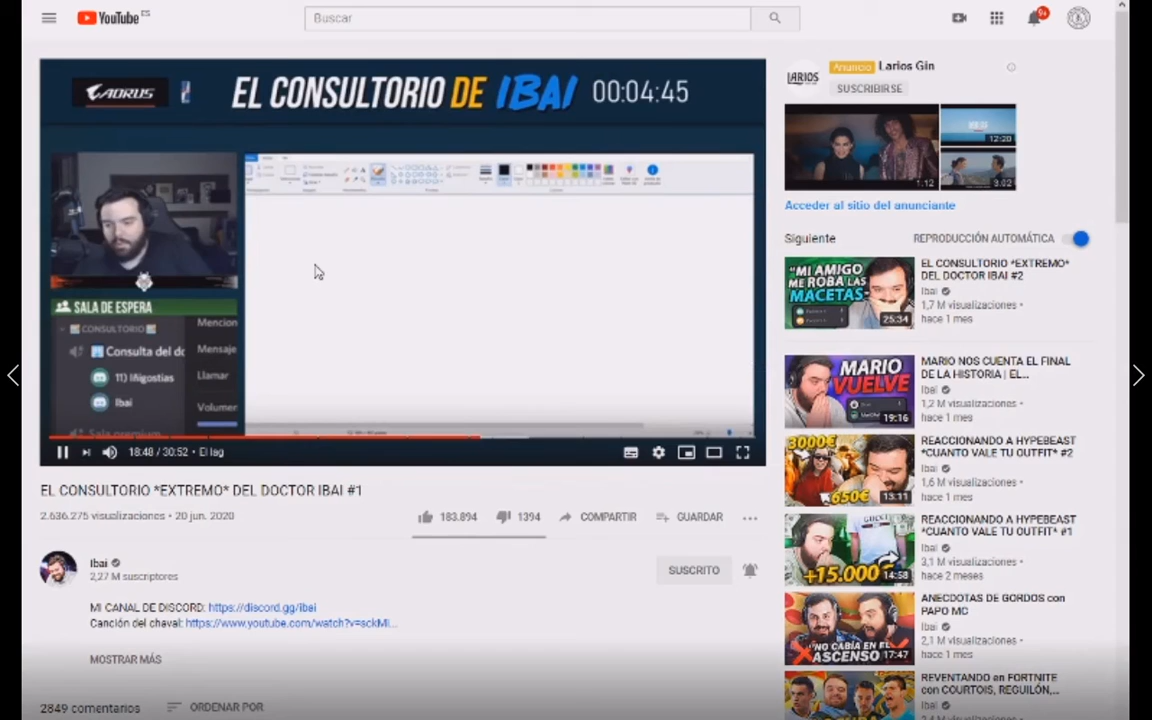 YouTube ES
Buscar
9+
AORUS
EL CONSULTORIO DE IBAI 00:04:45
SALA DE ESPERA
CONSULTORIO
Consulta del do
11) Iñigostias
Ibai
Sala premium
Mencion
Mensaje
Llamar
Volumen
18:48 / 30:52 • El lag
EL CONSULTORIO *EXTREMO* DEL DOCTOR IBAI #1
2.636.275 visualizaciones • 20 jun. 2020
183.894
1394
COMPARTIR
GUARDAR
Ibai
2,27 M suscriptores
SUSCRITO
MI CANAL DE DISCORD: https://discord.gg/ibai
Canción del chaval: https://www.youtube.com/watch?v=sckMi...
MOSTRAR MÁS
2849 comentarios
ORDENAR POR
LARIOS
Anuncio Larios Gin
SUSCRIBIRSE
1:12
12:20
3:02
Acceder al sitio del anunciante
Siguiente
REPRODUCCIÓN AUTOMÁTICA
"MI AMIGO
ME ROBA LAS
MACETAS"
25:34
EL CONSULTORIO *EXTREMO*
DEL DOCTOR IBAI #2
Ibai
1,7 M visualizaciones •
hace 1 mes
MARIO
VUELVE
19:16
MARIO NOS CUENTA EL FINAL
DE LA HISTORIA | EL...
Ibai
1,2 M visualizaciones •
hace 1 mes
3000€
650€
13:11
REACCIONANDO A HYPEBEAST
*CUANTO VALE TU OUTFIT* #2
Ibai
1,6 M visualizaciones •
hace 1 mes
GUCCI
+15.000€
14:58
REACCIONANDO A HYPEBEAST
*CUANTO VALE TU OUTFIT* #1
Ibai
3,1 M visualizaciones •
hace 2 meses
"NO CABÍA EN EL
ASCENSO
17:47
ANECDOTAS DE GORDOS con
PAPO MC
Ibai
2,1 M visualizaciones •
hace 1 mes
REVENTANDO en FORTNITE
con COURTOIS, REGUILÓN,...
Ibai
2,4 M visualizaciones •